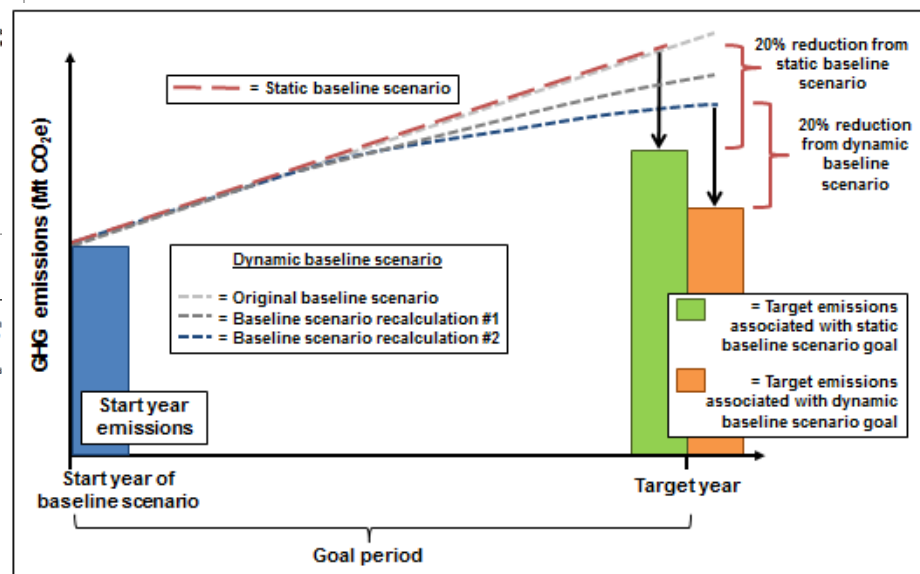 = Static baseline scenario
20% reduction from
static baseline
scenario
20% reduction
from dynamic
baseline
scenario
GHG emissions (Mt CO₂e)
Dynamic baseline scenario
= Original baseline scenario
= Baseline scenario recalculation #1
= Baseline scenario recalculation #2
= Target emissions
associated with static
baseline scenario goal
= Target emissions
associated with dynamic
baseline scenario goal
Start year
emissions
Start year of
baseline scenario
Target year
Goal period